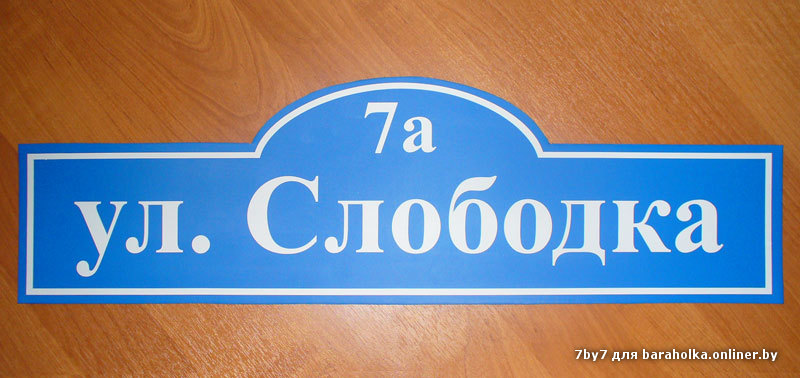 7а
ул. Слободка
7by7 для baraholka.onliner.by